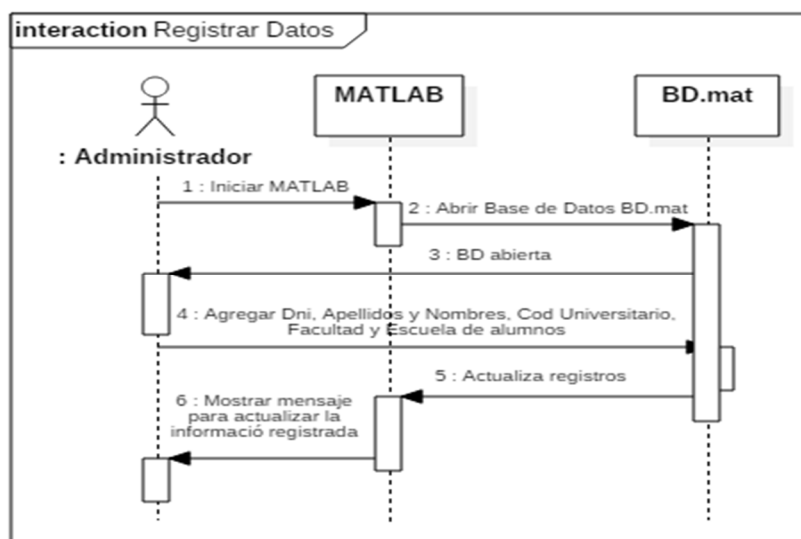 interaction Registrar Datos
MATLAB
BD.mat
: Administrador
1 : Iniciar MATLAB
2 : Abrir Base de Datos BD.mat
3 : BD abierta
4 : Agregar Dni, Apellidos y Nombres, Cod Universitario,
Facultad y Escuela de alumnos
5 : Actualiza registros
6 : Mostrar mensaje
para actualizar la
informació registrada